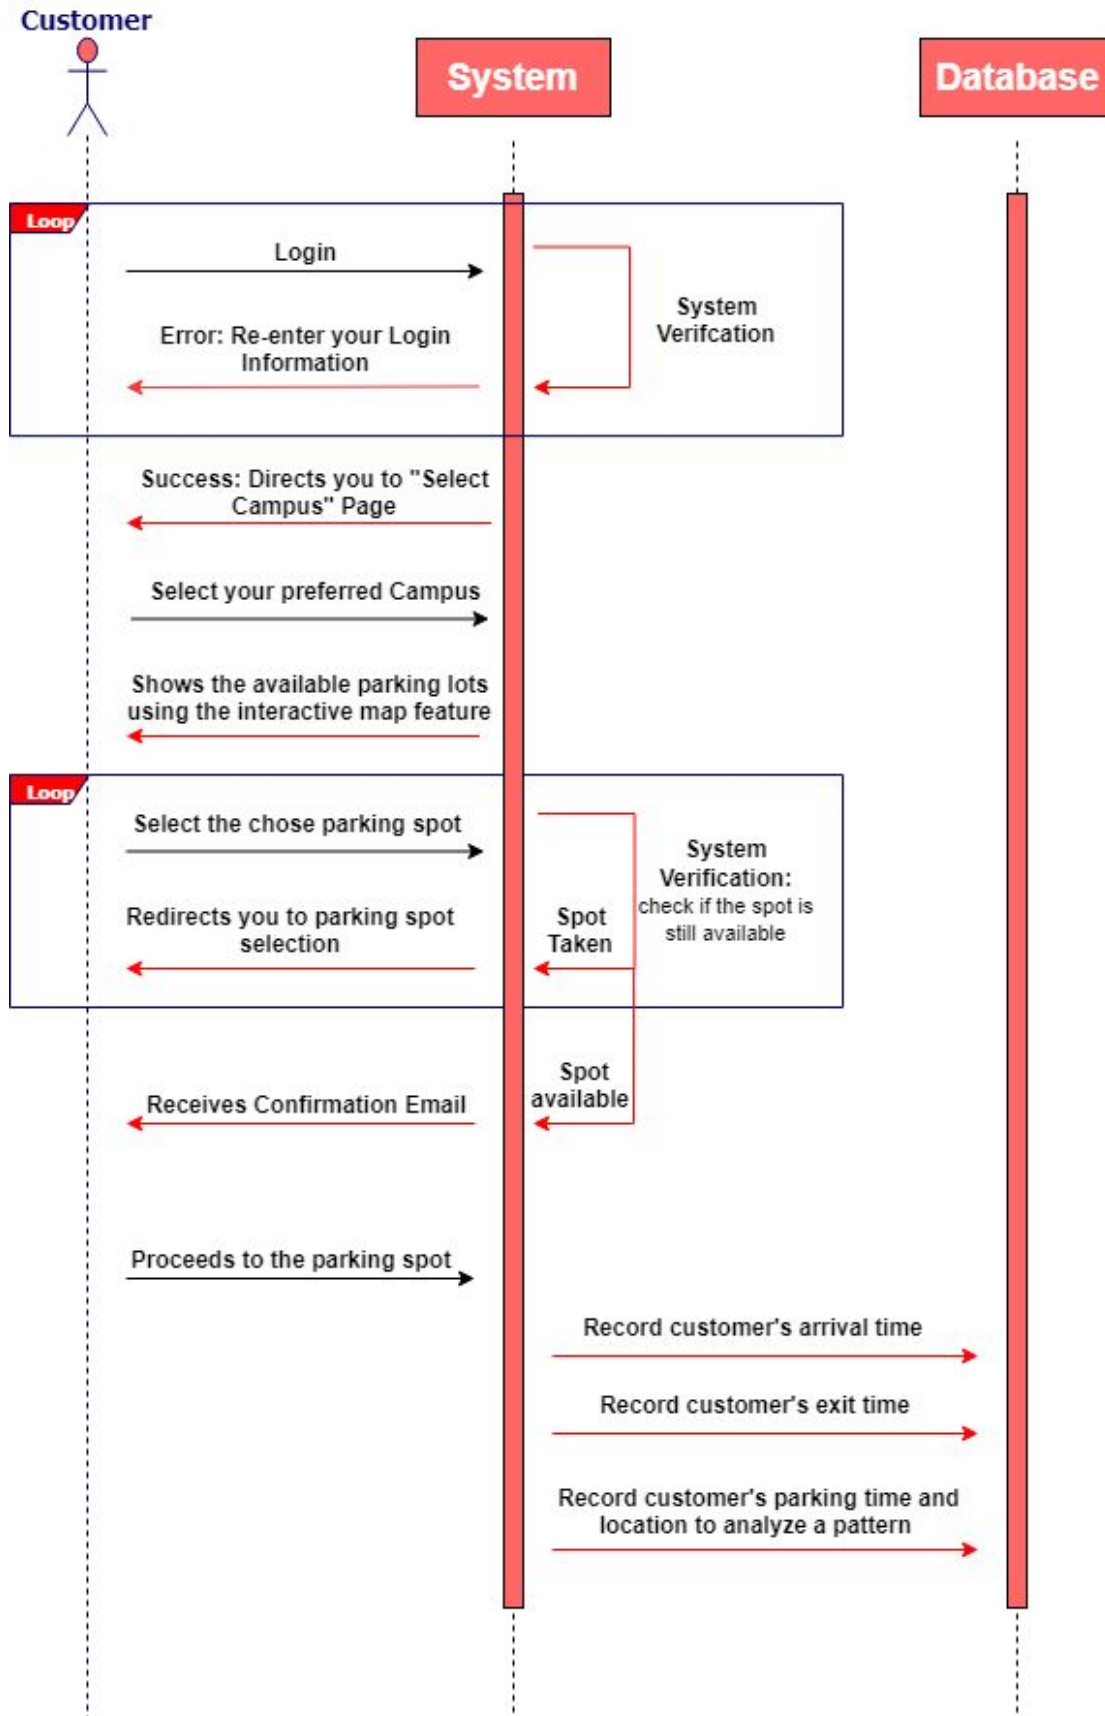 Customer
System
Database
Loop
Login
System
Verifcation
Error: Re-enter your Login
Information
Success: Directs you to "Select
Campus" Page
Select your preferred Campus
Shows the available parking lots
using the interactive map feature
Loop
Select the chose parking spot
System
Verification:
check if the spot is
still available
Redirects you to parking spot
selection
Spot
Taken
Spot
available
Receives Confirmation Email
Proceeds to the parking spot
Record customer's arrival time
Record customer's exit time
Record customer's parking time and
location to analyze a pattern